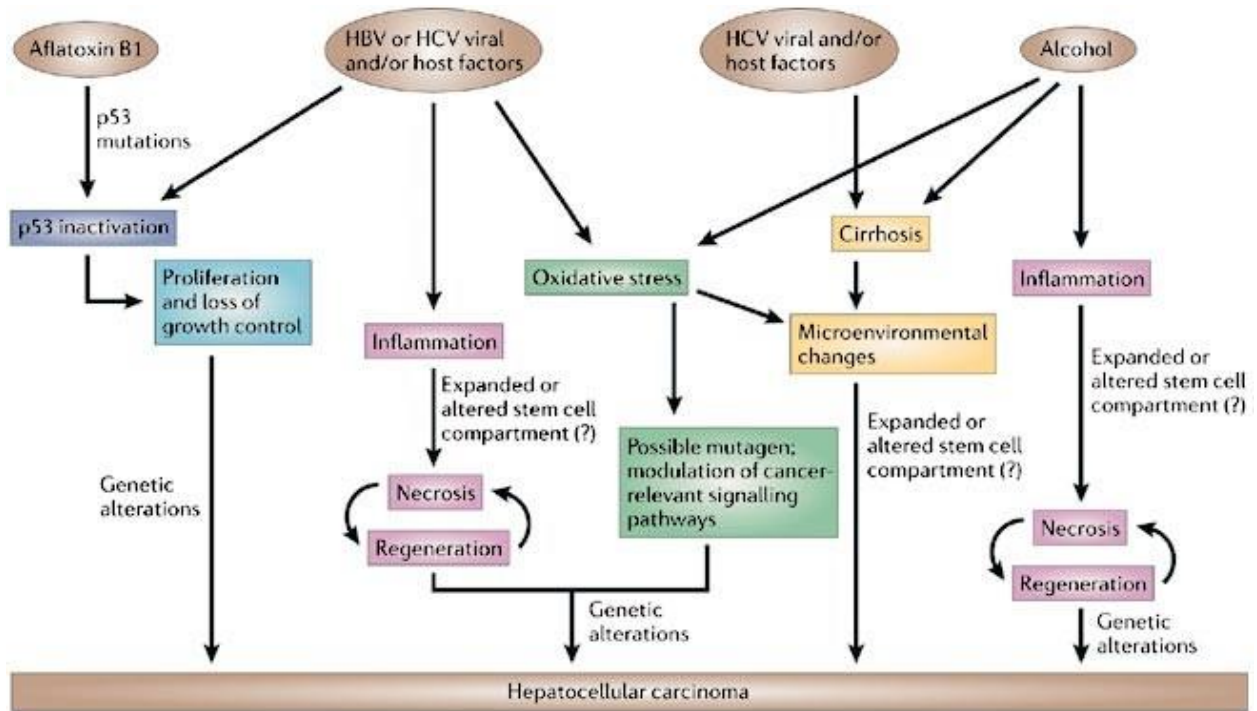 Aflatoxin B1
HBV or HCV viral
and/or host factors
HCV viral and/or
host factors
Alcohol
p53
mutations
p53 inactivation
Cirrhosis
Proliferation
and loss of
growth control
Oxidative stress
Inflammation
Inflammation
Microenvironmental
changes
Expanded or
altered stem cell
compartment (?)
Expanded or
altered stem cell
compartment (?)
Expanded or
altered stem cell
compartment (?)
Possible mutagen;
modulation of cancer-
relevant signalling
pathways
Genetic
alterations
Necrosis
Regeneration
Necrosis
Regeneration
Genetic
alterations
Genetic
alterations
Hepatocellular carcinoma